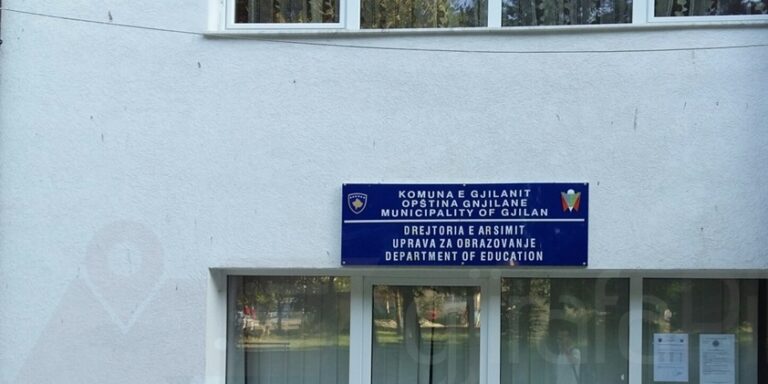 KOMUNA E GJILANIT
OPŠTINA GNJILANE
MUNICIPALITY OF GJILAN
DREJTORIA E ARSIMIT
UPRAVA ZA OBRAZOVANJE
DEPARTMENT OF EDUCATION